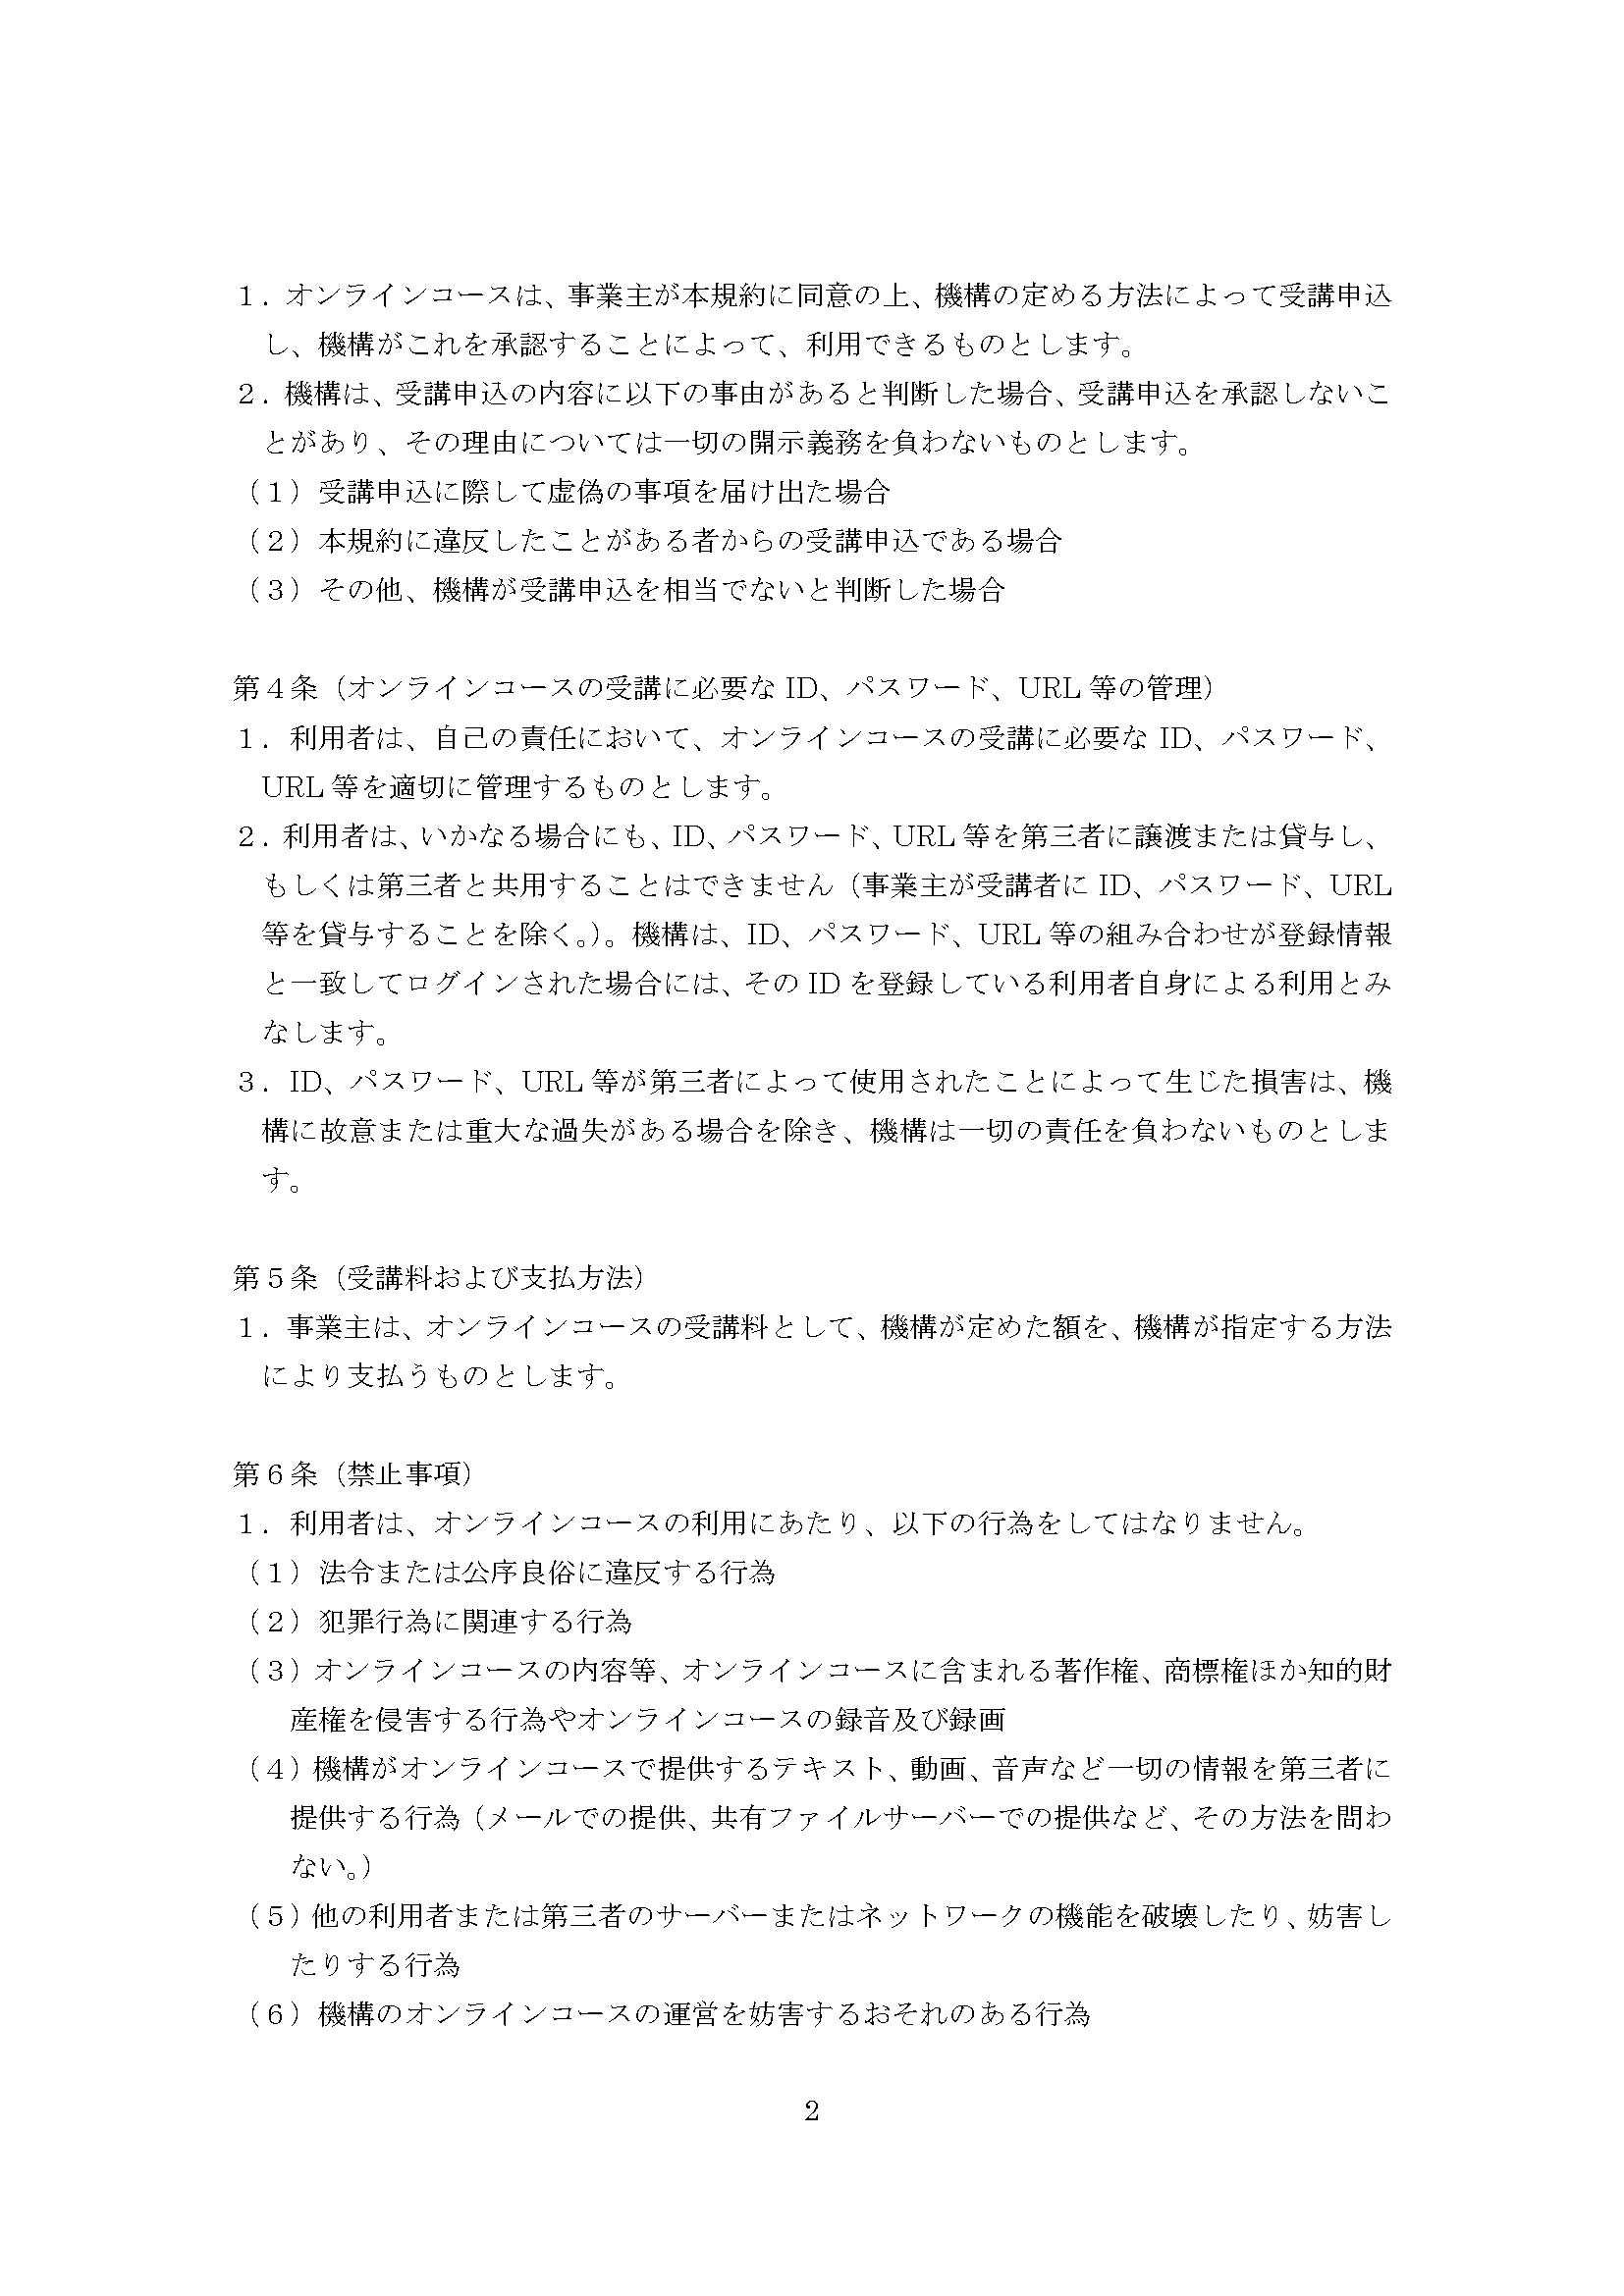 １．オンラインコースは、事業主が本規約に同意の上、機構の定める方法によって受講申込
し、機構がこれを承認することによって、利用できるものとします。
２．機構は、受講申込の内容に以下の事由があると判断した場合、受講申込を承認しないこ
とがあり、その理由については一切の開示義務を負わないものとします。
（１）受講申込に際して虚偽の事項を届け出た場合
（２）本規約に違反したことがある者からの受講申込である場合
（３）その他、機構が受講申込を相当でないと判断した場合
第４条（オンラインコースの受講に必要な ID、パスワード、URL 等の管理）
１．利用者は、自己の責任において、オンラインコースの受講に必要な ID、パスワード、
URL 等を適切に管理するものとします。
２．利用者は、いかなる場合にも、ID、パスワード、URL 等を第三者に譲渡または貸与し、
もしくは第三者と共用することはできません（事業主が受講者に ID、パスワード、URL
等を貸与することを除く。）。機構は、ID、パスワード、URL 等の組み合わせが登録情報
と一致してログインされた場合には、その ID を登録している利用者自身による利用とみ
なします。
３．ID、パスワード、URL 等が第三者によって使用されたことによって生じた損害は、機
構に故意または重大な過失がある場合を除き、機構は一切の責任を負わないものとしま
す。
第５条（受講料および支払方法）
１．事業主は、オンラインコースの受講料として、機構が定めた額を、機構が指定する方法
により支払うものとします。
第６条（禁止事項）
１．利用者は、オンラインコースの利用にあたり、以下の行為をしてはなりません。
（１）法令または公序良俗に違反する行為
（２）犯罪行為に関連する行為
（３）オンラインコースの内容等、オンラインコースに含まれる著作権、商標権ほか知的財
産権を侵害する行為やオンラインコースの録音及び録画
（４）機構がオンラインコースで提供するテキスト、動画、音声など一切の情報を第三者に
提供する行為（メールでの提供、共有ファイルサーバーでの提供など、その方法を問わ
ない。）
（５）他の利用者または第三者のサーバーまたはネットワークの機能を破壊したり、妨害し
たりする行為
（６）機構のオンラインコースの運営を妨害するおそれのある行為
2